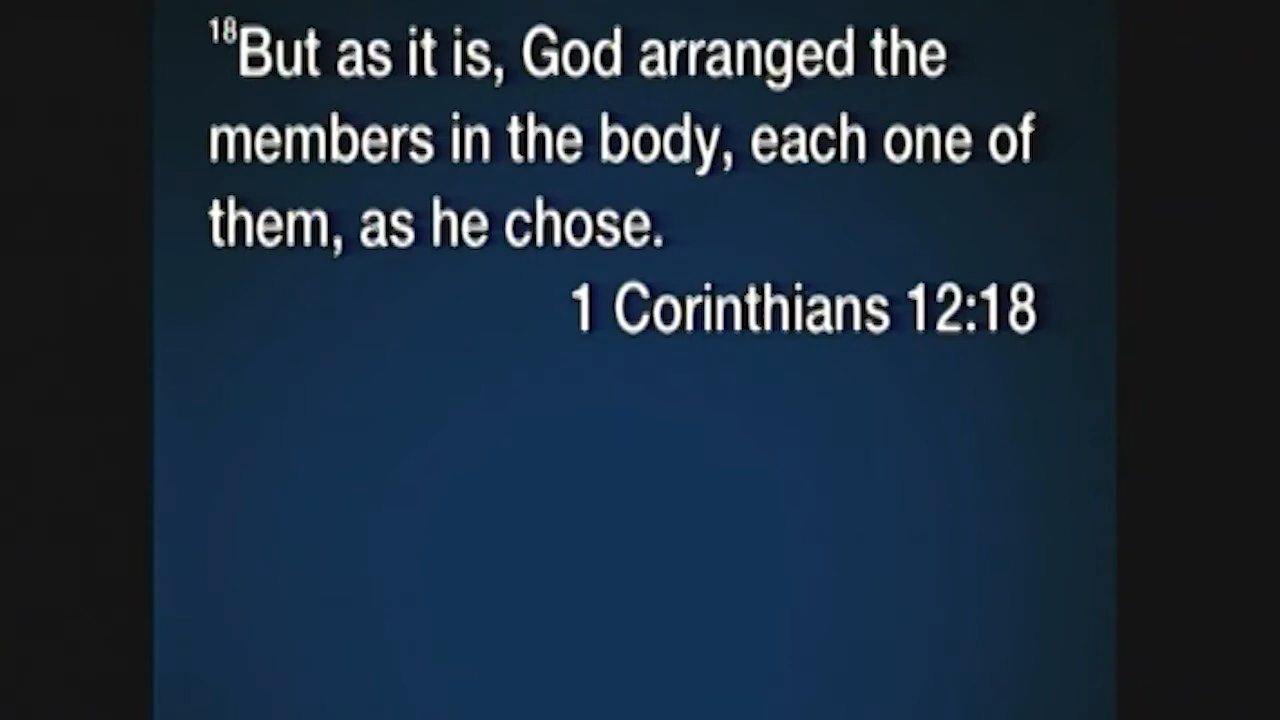 18But as it is, God arranged the
members in the body, each one of
them, as he chose.
1 Corinthians 12:18